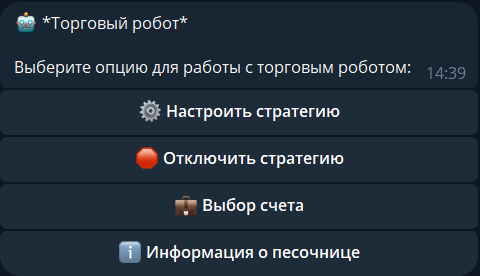 🤖 *Торговый робот*
Выберите опцию для работы с торговым роботом:
14:39
⚙️ Настроить стратегию
🛑 Отключить стратегию
💼 Выбор счета
ℹ️ Информация о песочнице